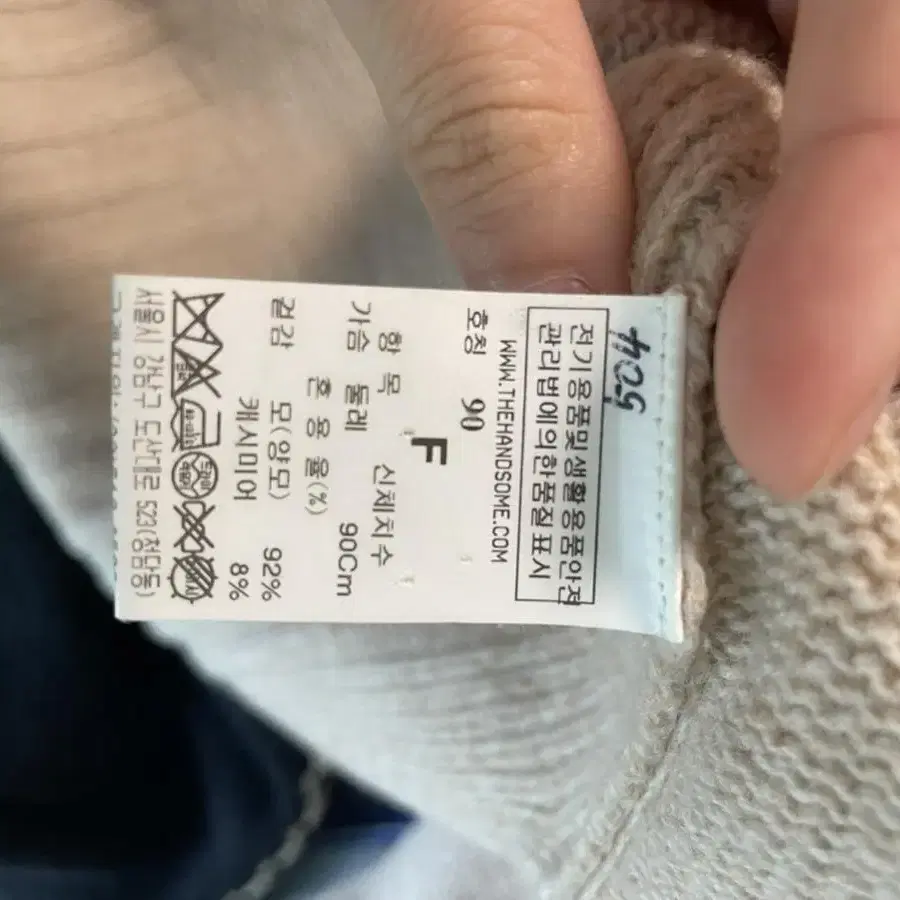 504
전기용품및생활용품안전
관리법에의한품질표시
WWW.THEHANDSOME.COM
호칭 90
F
항 목 신체치수
가슴 둘레 90Cm
혼 용 율(%)
겉감 모(양모) 92%
캐시미어 8%
서울시 강남구 도산대로 523(청담동)